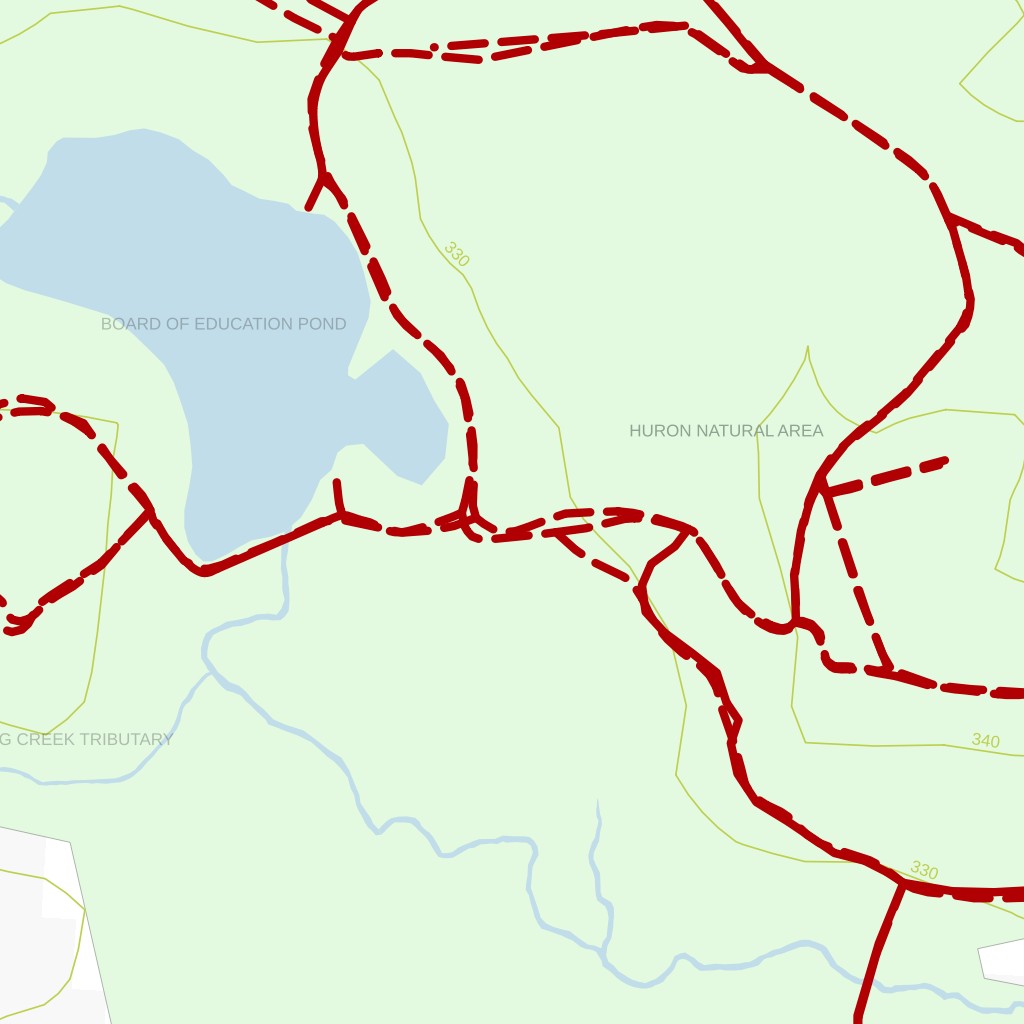 330
BOARD OF EDUCATION POND
HURON NATURAL AREA
G CREEK TRIBUTARY
340
330